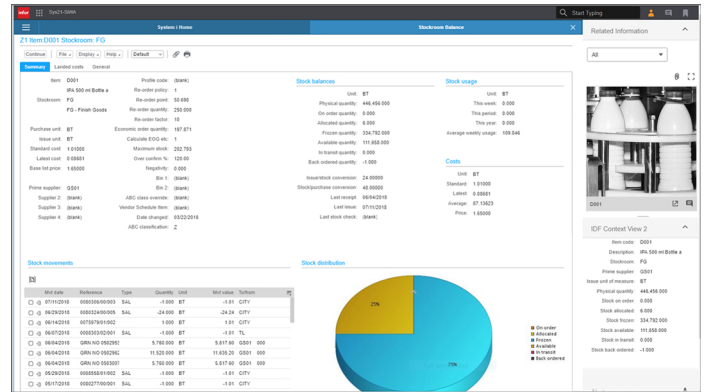 infor Sys21-SWA Start Typing
System i Home Stockroom Balance
Z1 Item:D001 Stockroom: FG
Continue File Display Help Default
Summary Landed costs General
Item D001
IPA 500 ml Bottle a
Stockroom FG
FG - Finish Goods
Purchase unit BT
Issue unit BT
Standard cost 1.01000
Latest cost 0.08681
Base list price 1.65000
Prime supplier GS01
Supplier 2: (blank)
Supplier 3: (blank)
Supplier 4: (blank)
Profile code: (blank)
Re-order policy: 1
Re-order point: 50.695
Re-order quantity: 250.000
Re-order factor: 10
Economic order quantity: 197.871
Calculate EOQ etc: 1
Maximum stock: 202.793
Over confirm %: 120.00
Negativity: 0.000
Bin 1: (blank)
Bin 2: (blank)
ABC class override: (blank)
Vendor Schedule Item: (blank)
Date changed: 03/22/2018
ABC classification: Z
Stock balances
Unit: BT
Physical quantity: 446,456.000
On order quantity: 0.000
Allocated quantity: 6.000
Frozen quantity: 334,792.000
Available quantity: 111,658.000
In transit quantity: 0.000
Back ordered quantity: -1.000
Issue/stock conversion: 24.00000
Stock/purchase conversion: 48.00000
Last receipt: 06/04/2018
Last issue: 07/11/2018
Last stock check: (blank)
Stock usage
Unit: BT
This week: 0.000
This period: 0.000
This year: 0.000
Average weekly usage: 109.046
Costs
Unit BT
Standard 1.01000
Latest 0.08681
Average: 87.13623
Price: 1.65000
Stock movements
Mvt date Reference Type Quantity Unit Mvt value To/from
07/11/2018 0080306/00/003 SAL -1.000 BT -1.01 CITY
06/29/2018 0080324/00/005 SAL -24.000 BT -24.24 CITY
06/14/2018 0075979/01/002 1.000 BT 1.01 CITY
06/07/2018 0080303/02/001 SAL -1.000 BT -1.01 TL
06/04/2018 GRN NO 0502953 5,760.000 BT 5,817.60 GS01 000
06/04/2018 GRN NO 0502962 11,520.000 BT 11,635.20 GS01 000
06/04/2018 GRN NO 0503001 5,760.000 BT 5,817.60 GS01 000
05/29/2018 0080558/01/002 SAL -1.000 BT -1.01 CITY
05/17/2018 0080277/00/001 SAL -1.000 BT -1.01 CITY
Stock distribution
25%
75%
On order
Allocated
Frozen
Available
In transit
Back ordered
Related Information
All
D001
IDF Context View 2
Item code D001
Description IPA 500 ml Bottle a
Stockroom FG
Prime supplier GS01
Issue unit of measure BT
Physical quantity 446,456.000
Stock on order 0.000
Stock allocated 6.000
Stock frozen 334,792.000
Stock available 111,658.000
Stock in transit 0.000
Stock back ordered -1.000